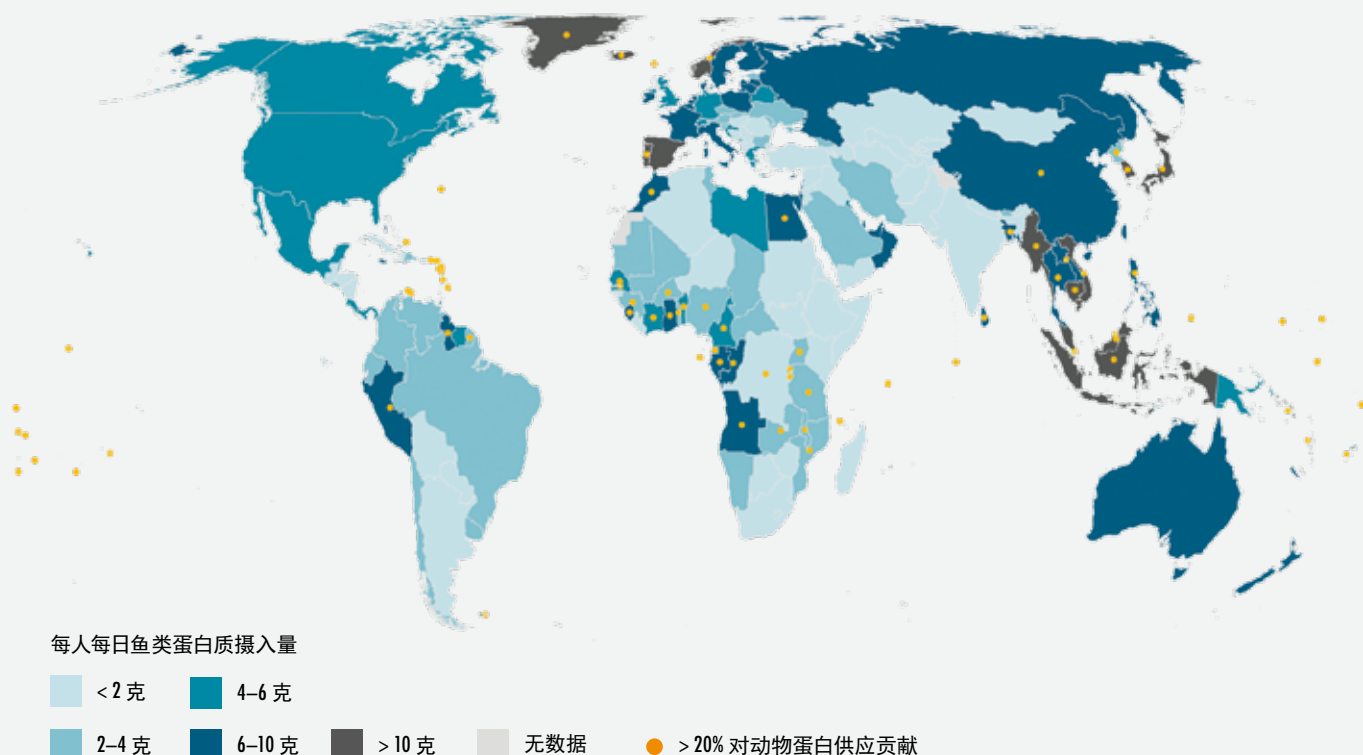 每人每日鱼类蛋白质摄入量
< 2 克 4–6 克
2–4 克 6–10 克 > 10 克 无数据 > 20% 对动物蛋白供应贡献